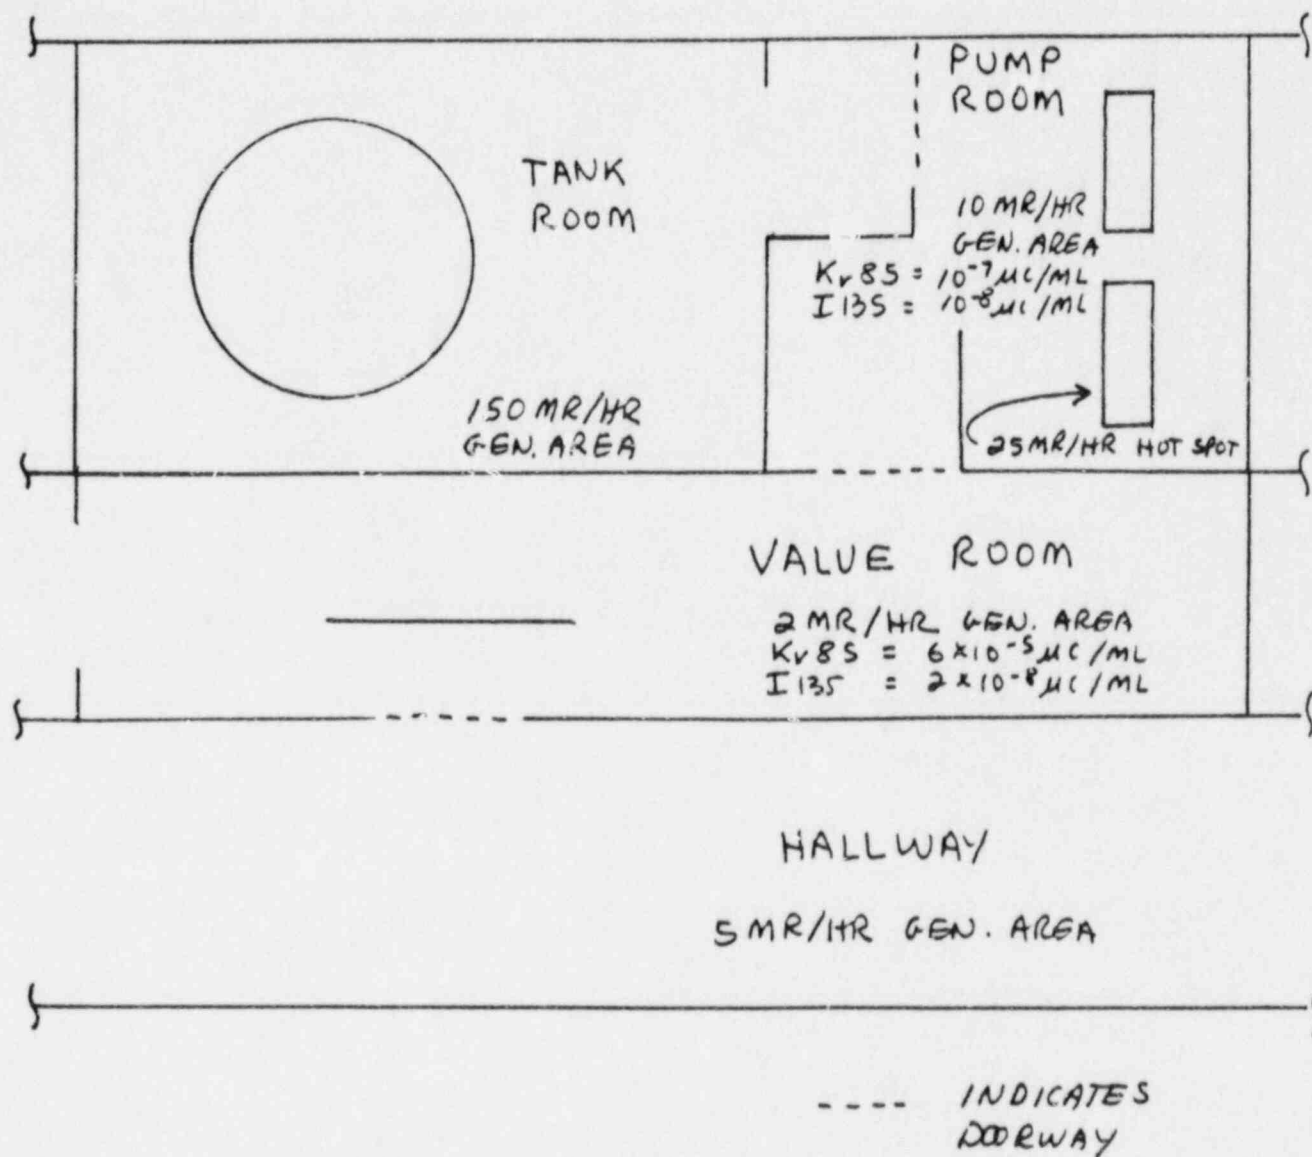 PUMP
ROOM
TANK
ROOM
10 MR/HR
GEN. AREA
Kr 85 = 10⁻⁷ μC/ML
I 135 = 10⁻⁸ μC/ML
150 MR/HR
GEN. AREA
25 MR/HR HOT SPOT
VALUE ROOM
2 MR/HR GEN. AREA
Kr 85 = 6 x 10⁻⁵ μC/ML
I 135 = 2 x 10⁻⁸ μC/ML
HALLWAY
5 MR/HR GEN. AREA
---- INDICATES
DOORWAY